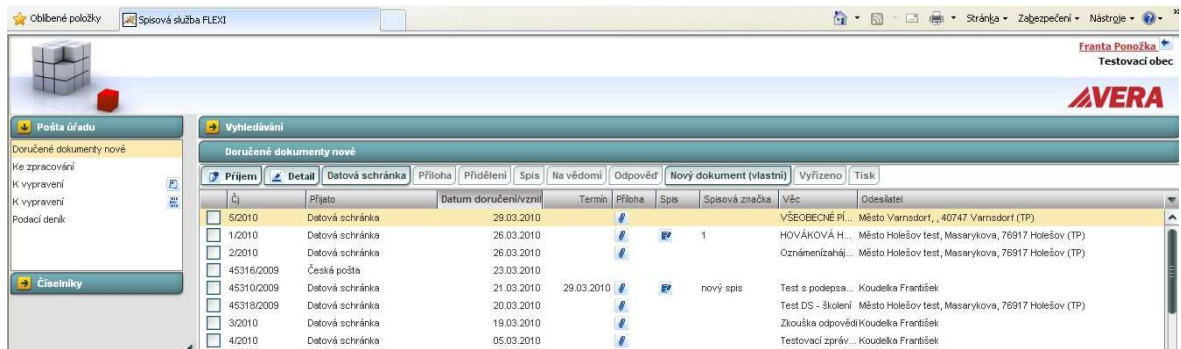 Oblíbené položky Spisová služba FLEXI Stránka Zabezpečení Nástroje
Franta Ponožka
Testovací obec
VERA
Pošta úřadu
Vyhledávání
Doručené dokumenty nové
Doručené dokumenty nové
Ke zpracování
K vypravení
K vypravení
Podací deník
Číselníky
Příjem Detail Datová schránka Příloha Přidělení Spis Na vědomí Odpověď Nový dokument (vlastní) Vyřízeno Tisk
Čj Přijato Datum doručení/vznil Termín Příloha Spis Spisová značka Věc Odesílatel
5/2010 Datová schránka 29.03.2010 VŠEOBECNÉ PÍ... Město Varnsdorf, , 40747 Varnsdorf (TP)
1/2010 Datová schránka 26.03.2010 1 HOVÁKOVÁ H... Město Holešov test, Masarykova, 76917 Holešov (TP)
2/2010 Datová schránka 26.03.2010 Oznámenízaháj... Město Holešov test, Masarykova, 76917 Holešov (TP)
45316/2009 Česká pošta 23.03.2010
45310/2009 Datová schránka 21.03.2010 29.03.2010 nový spis Test s podepsa... Koudelka František
45318/2009 Datová schránka 20.03.2010 Test DS - školení Město Holešov test, Masarykova, 76917 Holešov (TP)
3/2010 Datová schránka 19.03.2010 Zkouška odpovědi Koudelka František
4/2010 Datová schránka 05.03.2010 Testovací zpráv... Koudelka František